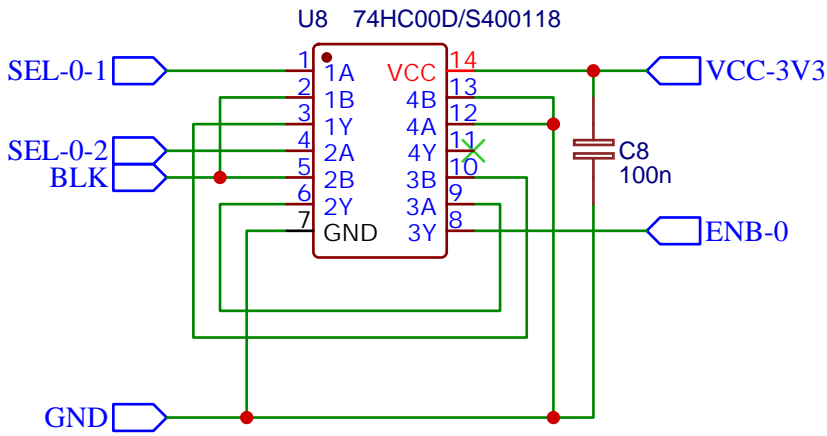 U8 74HC00D/S400118
SEL-0-1
1 1A VCC 14
VCC-3V3
2 1B 4B 13
3 1Y 4A 12
SEL-0-2
4 2A 4Y 11
C8
BLK
5 2B 3B 10
100n
6 2Y 3A 9
7 GND 3Y 8
ENB-0
GND